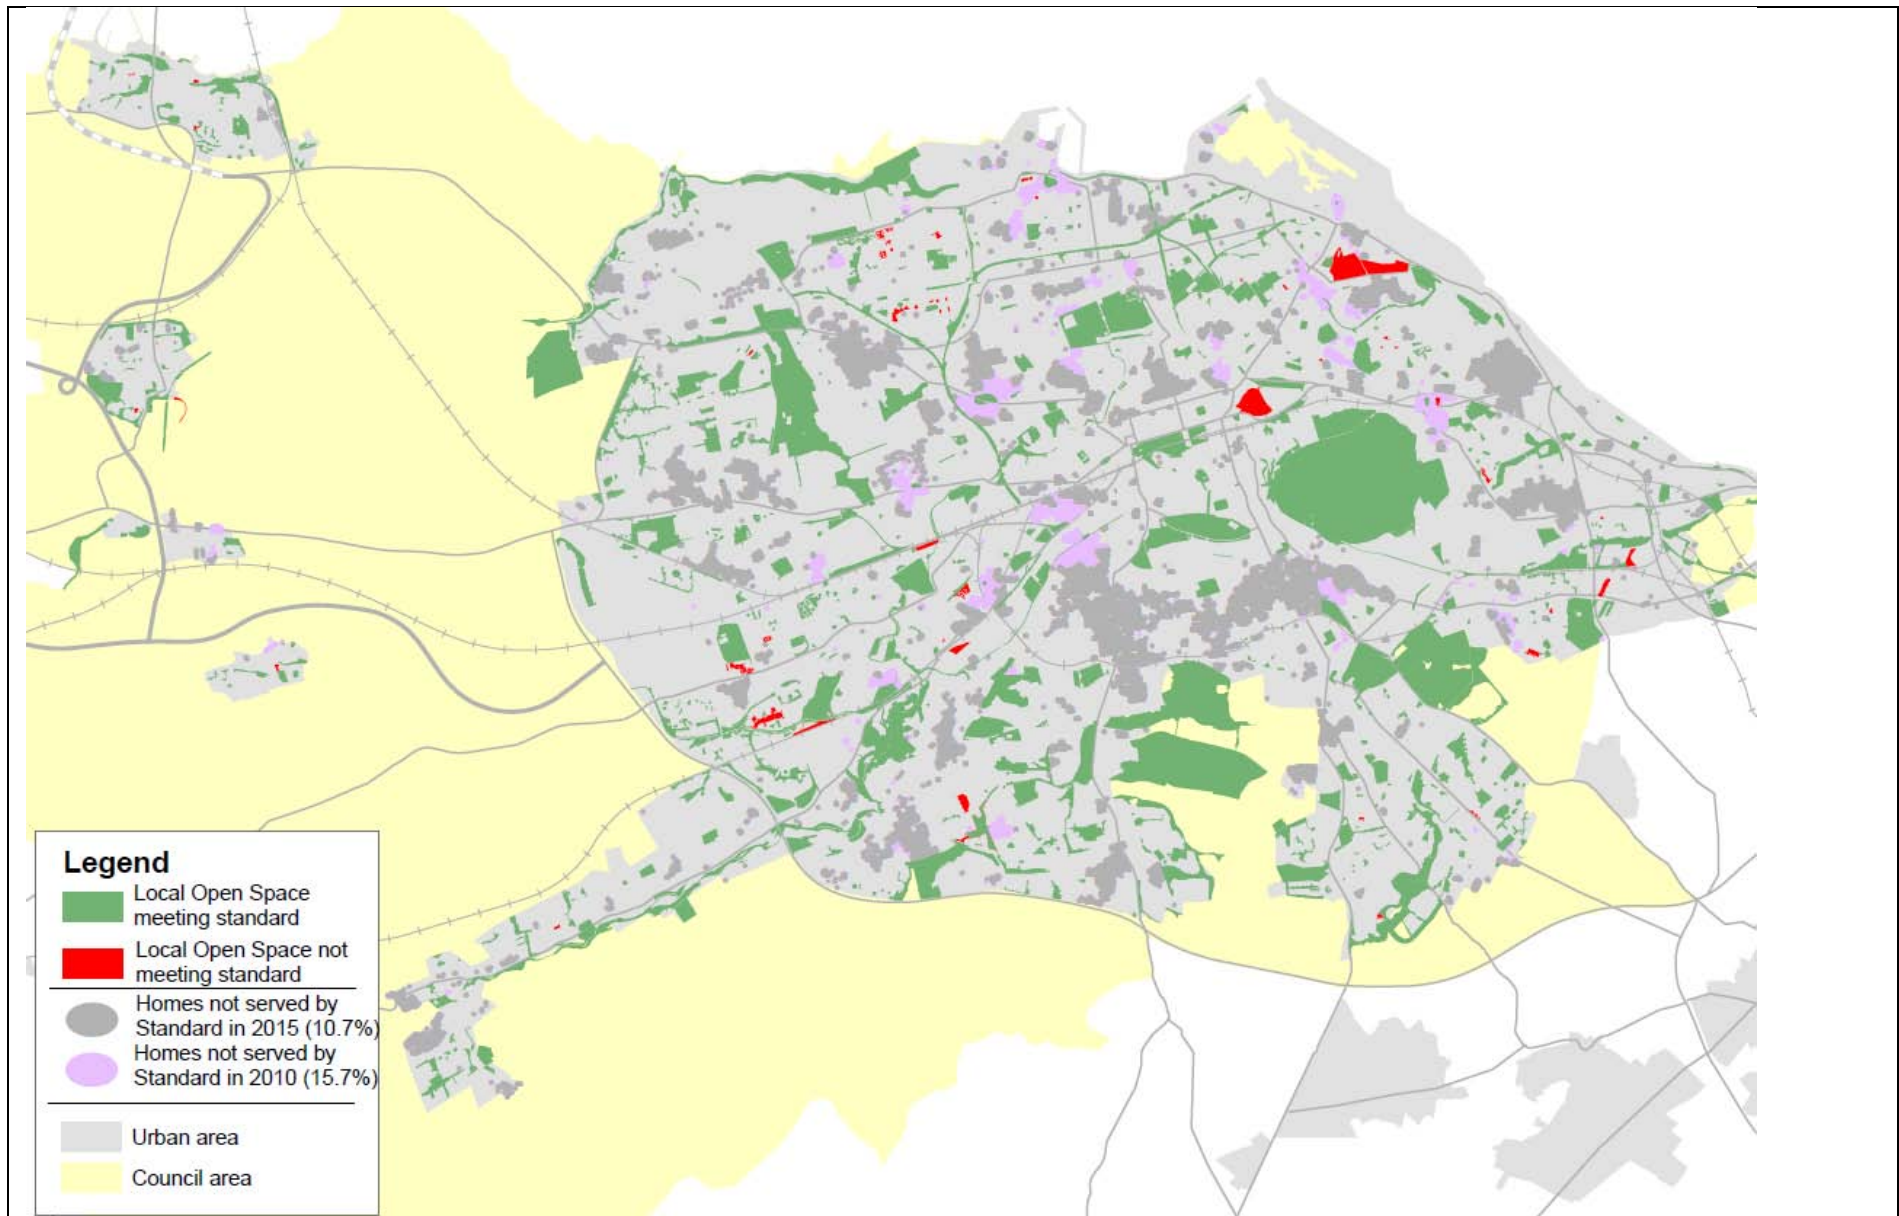 Legend
Local Open Space
meeting standard
Local Open Space not
meeting standard
Homes not served by
Standard in 2015 (10.7%)
Homes not served by
Standard in 2010 (15.7%)
Urban area
Council area